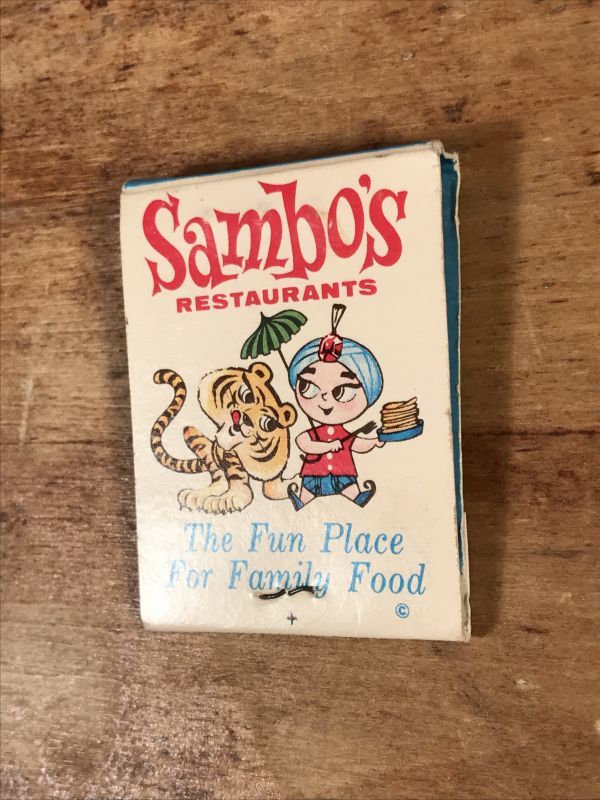 Sambo's
RESTAURANTS
The Fun Place
For Family Food
©